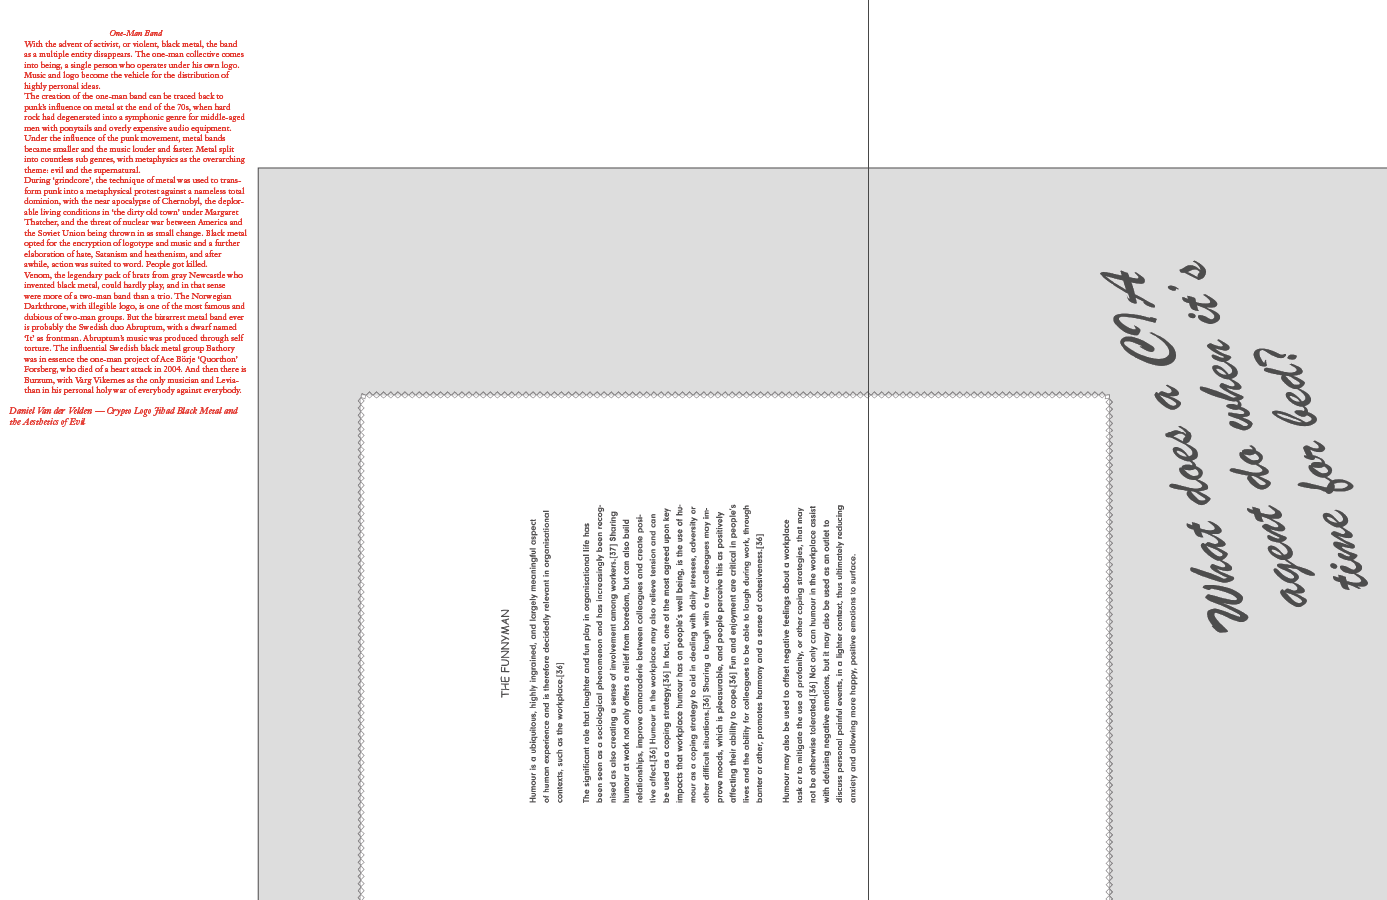 One-Man Band
With the advent of activist, or violent, black metal, the band
as a multiple entity disappears. The one-man collective comes
into being, a single person who operates under his own logo.
Music and logo become the vehicle for the distribution of
highly personal ideas.
The creation of the one-man band can be traced back to
punk's influence on metal at the end of the 70s, when hard
rock had degenerated into a symphonic genre for middle-aged
men with ponytails and overly expensive audio equipment.
Under the influence of the punk movement, metal bands
became smaller and the music louder and faster. Metal split
into countless sub genres, with metaphysics as the overarching
theme: evil and the supernatural.
During 'grindcore', the technique of metal was used to trans-
form punk into a metaphysical protest against a nameless total
dominion, with the near apocalypse of Chernobyl, the deplor-
able living conditions in 'the dirty old town' under Margaret
Thatcher, and the threat of nuclear war between America and
the Soviet Union being thrown in as small change. Black metal
opted for the encryption of logotype and music and a further
elaboration of hate, Satanism and heathenism, and after
awhile, action was suited to word. People got killed.
Venom, the legendary pack of brats from gray Newcastle who
invented black metal, could hardly play, and in that sense
were more of a two-man band than a trio. The Norwegian
Darkthrone, with illegible logo, is one of the most famous and
dubious of two-man groups. But the bizarrest metal band ever
is probably the Swedish duo Abruptum, with a dwarf named
'It' as frontman. Abruptum's music was produced through self
torture. The influential Swedish black metal group Bathory
was in essence the one-man project of Ace Börje 'Quorthon'
Forsberg, who died of a heart attack in 2004. And then there is
Burzum, with Varg Vikernes as the only musician and Levia-
than in his personal holy war of everybody against everybody.
Daniel Van der Velden — Crypto Logo Jihad Black Metal and
the Aesthetics of Evil
THE FUNNYMAN
Humour is a ubiquitous, highly ingrained, and largely meaningful aspect
of human experience and is therefore decidedly relevant in organisational
contexts, such as the workplace.[36]
The significant role that laughter and fun play in organisational life has
been seen as a sociological phenomenon and has increasingly been recog-
nised as also creating a sense of involvement among workers.[37] Sharing
humour at work not only offers a relief from boredom, but can also build
relationships, improve camaraderie between colleagues and create posi-
tive affect.[36] Humour in the workplace may also relieve tension and can
be used as a coping strategy.[36] In fact, one of the most agreed upon key
impacts that workplace humour has on people's well being, is the use of hu-
mour as a coping strategy to aid in dealing with daily stresses, adversity or
other difficult situations.[36] Sharing a laugh with a few colleagues may im-
prove moods, which is pleasurable, and people perceive this as positively
affecting their ability to cope.[36] Fun and enjoyment are critical in people's
lives and the ability for colleagues to be able to laugh during work, through
banter or other, promotes harmony and a sense of cohesiveness.[36]
Humour may also be used to offset negative feelings about a workplace
task or to mitigate the use of profanity, or other coping strategies, that may
not be otherwise tolerated.[36] Not only can humour in the workplace assist
with defusing negative emotions, but it may also be used as an outlet to
discuss personal painful events, in a lighter context, thus ultimately reducing
anxiety and allowing more happy, positive emotions to surface.
What does a CIA
agent do when it's
time for bed?